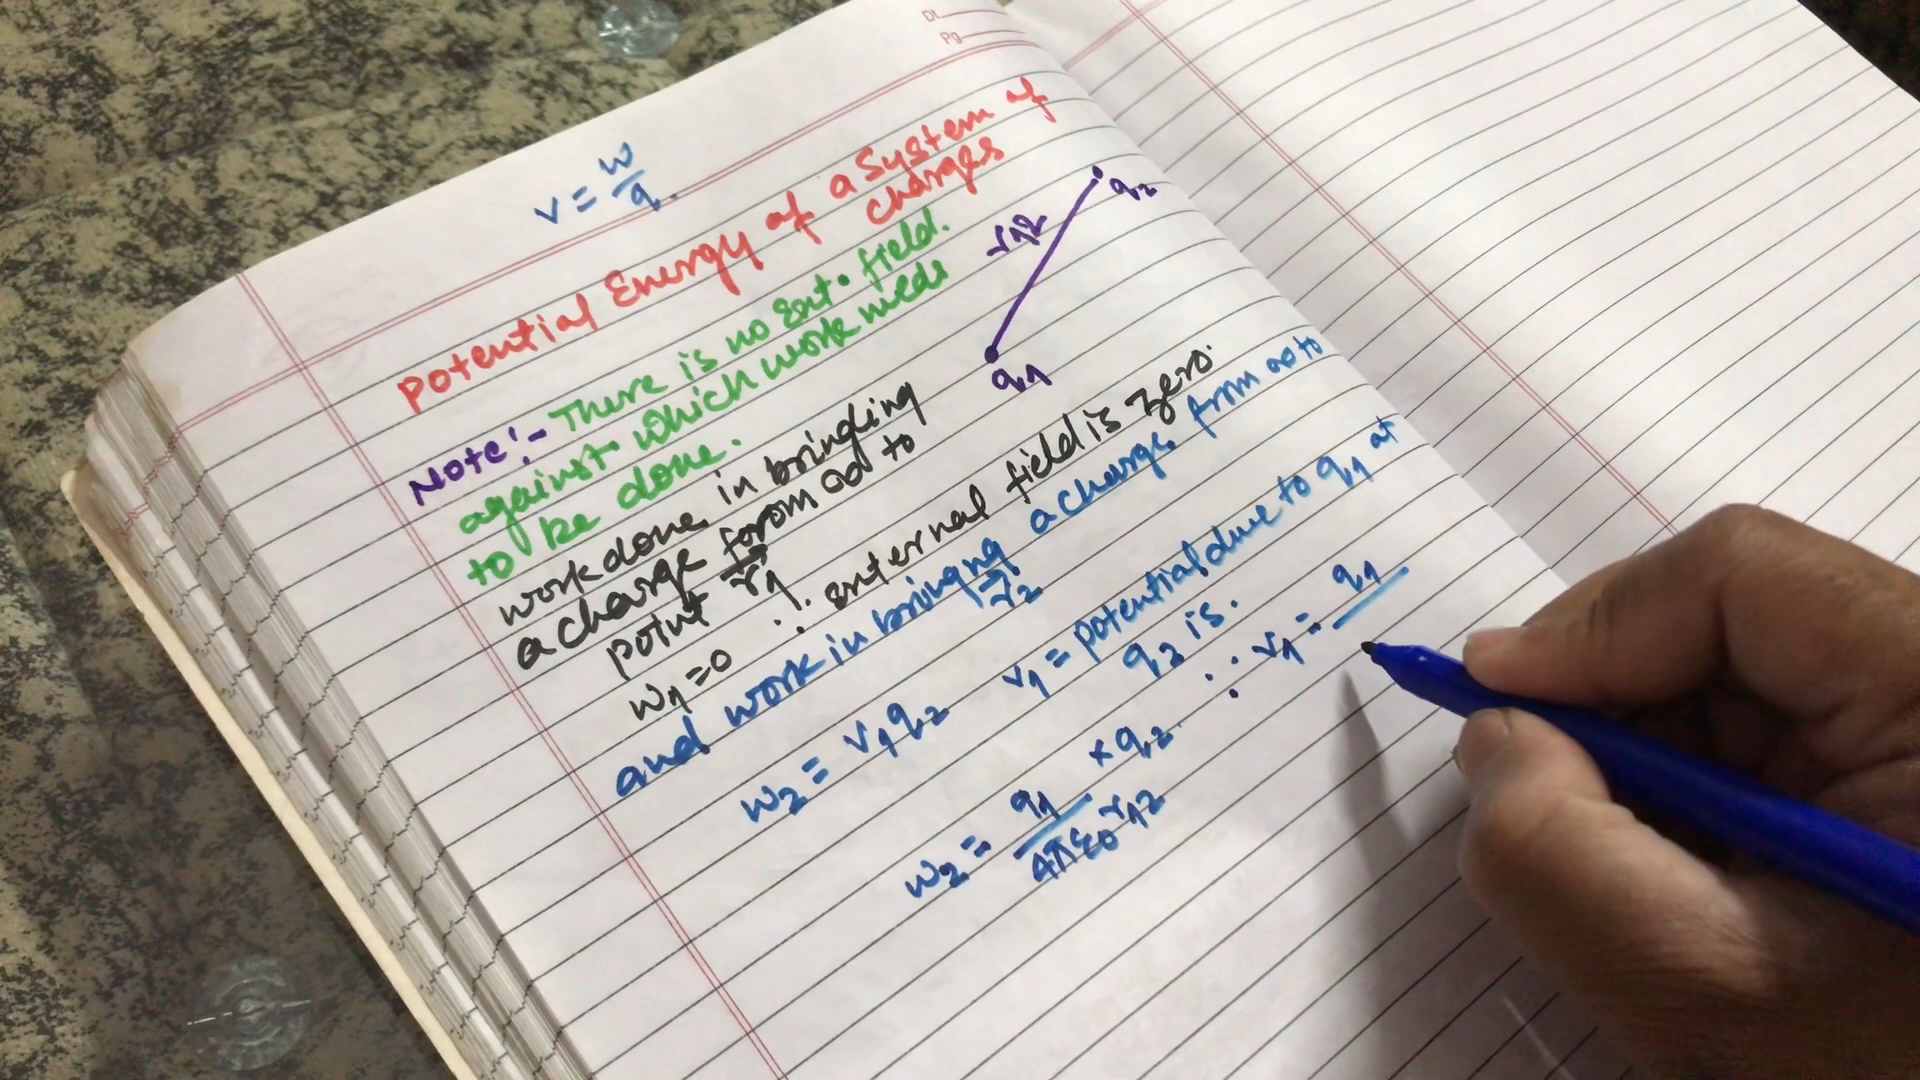 Dt
Pg
V = W/q.
Potential Energy of a System of
charges
Note:- There is no ext. field.
against which work needs
to be done.
q2
r12
q1
work done in bringing
a charge from ∞ to
point r⃗1
W1 = 0 ∵ external field is zero.
and work in bringing a charge from ∞ to
r⃗2
W2 = V1q2 V1 = potential due to q1 at
q2 is.
W2 = q1/4πε0r12 × q2. ∴ V1 = q1